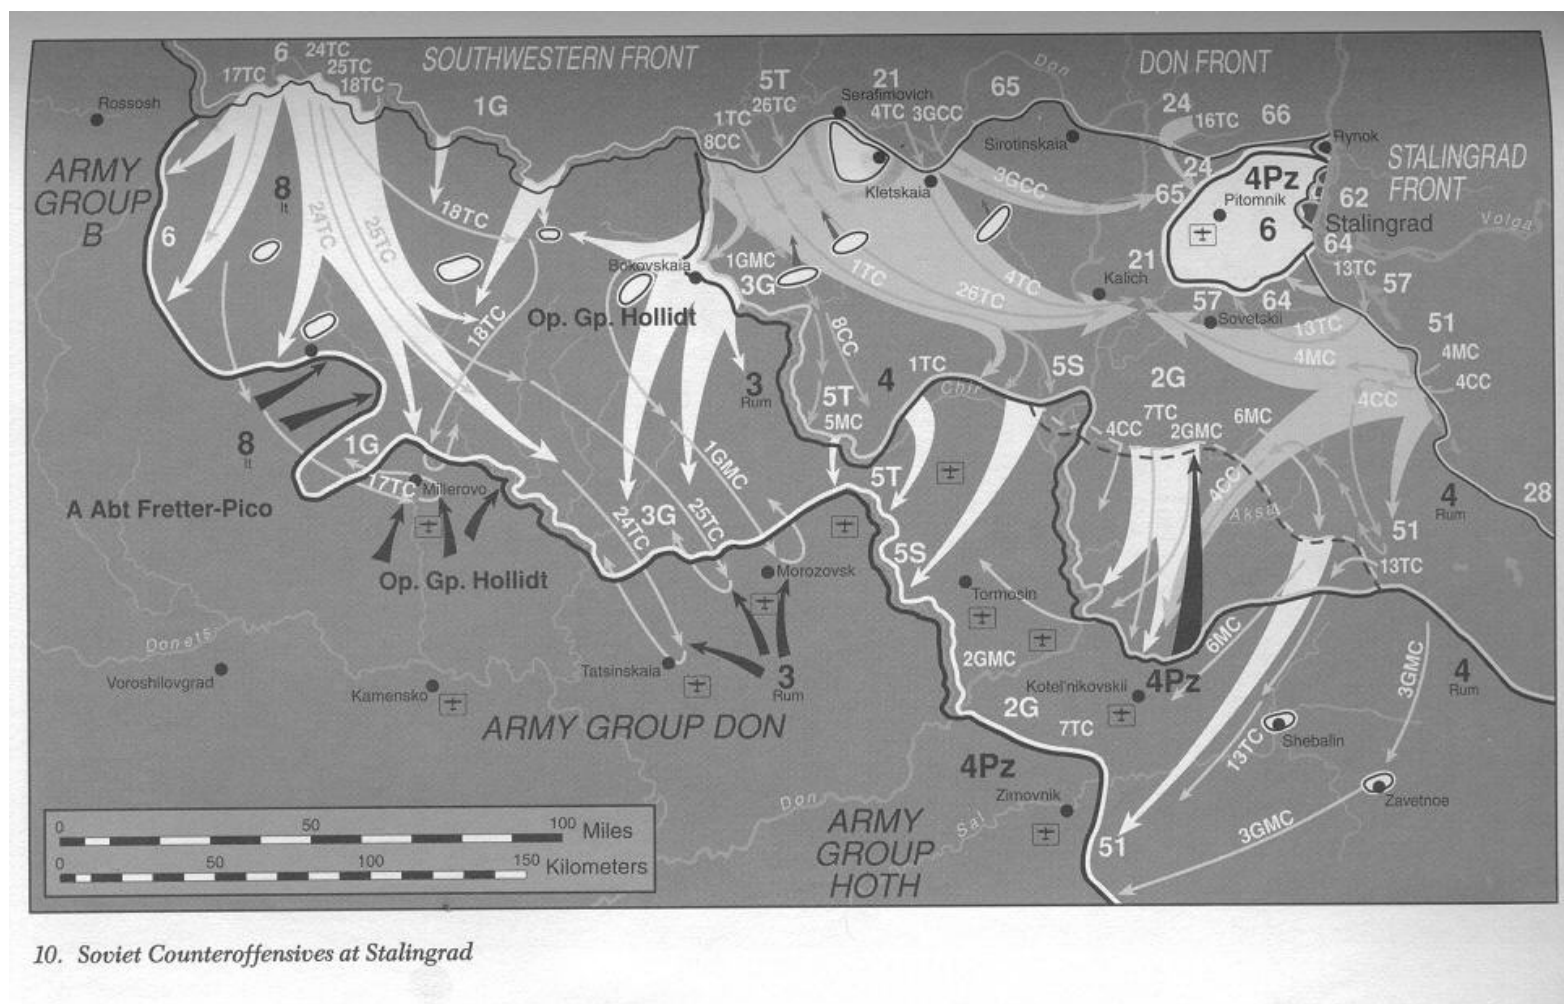 6
24TC
25TC
18TC
17TC
SOUTHWESTERN FRONT
1G
5T
26TC
1TC
8CC
21
Serafimovich
4TC
3GCC
65
Don
DON FRONT
24
16TC
66
Rynok
STALINGRAD
FRONT
Rossosh
ARMY
GROUP
B
8
It
6
24TC
25TC
18TC
18TC
Sirotinskaia
Kletskaia
3GCC
24
65
4Pz
Pitomnik
6
62
Stalingrad
Volga
64
13TC
57
Bokovskaia
1GMC
3G
Op. Gp. Hollidt
1TC
26TC
4TC
21
Kalich
57
64
Sovetskii
13TC
4MC
51
4MC
4CC
4CC
8CC
3
Rum
5T
5MC
4
1TC
Chir
5S
2G
4CC
7TC
2GMC
6MC
8
It
1G
17TC
Millerovo
A Abt Fretter-Pico
Op. Gp. Hollidt
1GMC
24TC
3G
25TC
5T
5S
4CC
Aksai
51
13TC
4
Rum
28
Morozovsk
Tormosin
Donets
Voroshilovgrad
Kamensko
Tatsinskaia
3
Rum
ARMY GROUP DON
2GMC
2G
7TC
Kotel'nikovskii
4Pz
6MC
3GMC
4
Rum
Shebalin
13TC
Zavetnoe
3GMC
4Pz
Zimovnik
Don
Sal
ARMY
GROUP
HOTH
51
0 50 100 Miles
0 50 100 150 Kilometers
10. Soviet Counteroffensives at Stalingrad